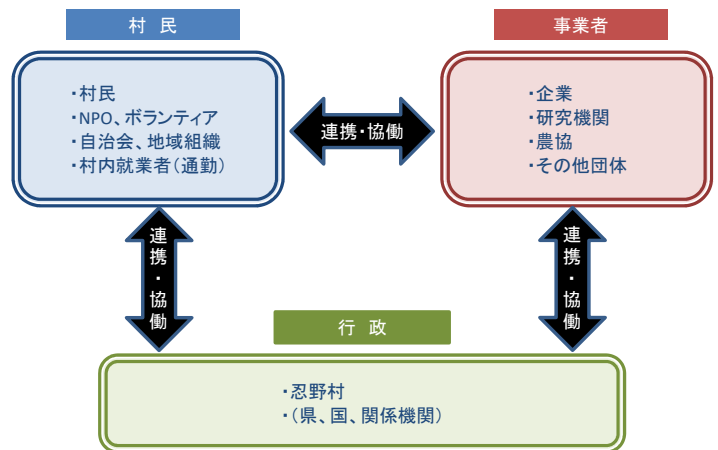 村 民
・村民
・NPO、ボランティア
・自治会、地域組織
・村内就業者(通勤)
連携・協働
事業者
・企業
・研究機関
・農協
・その他団体
連携・協働
連携・協働
行 政
・忍野村
・(県、国、関係機関)